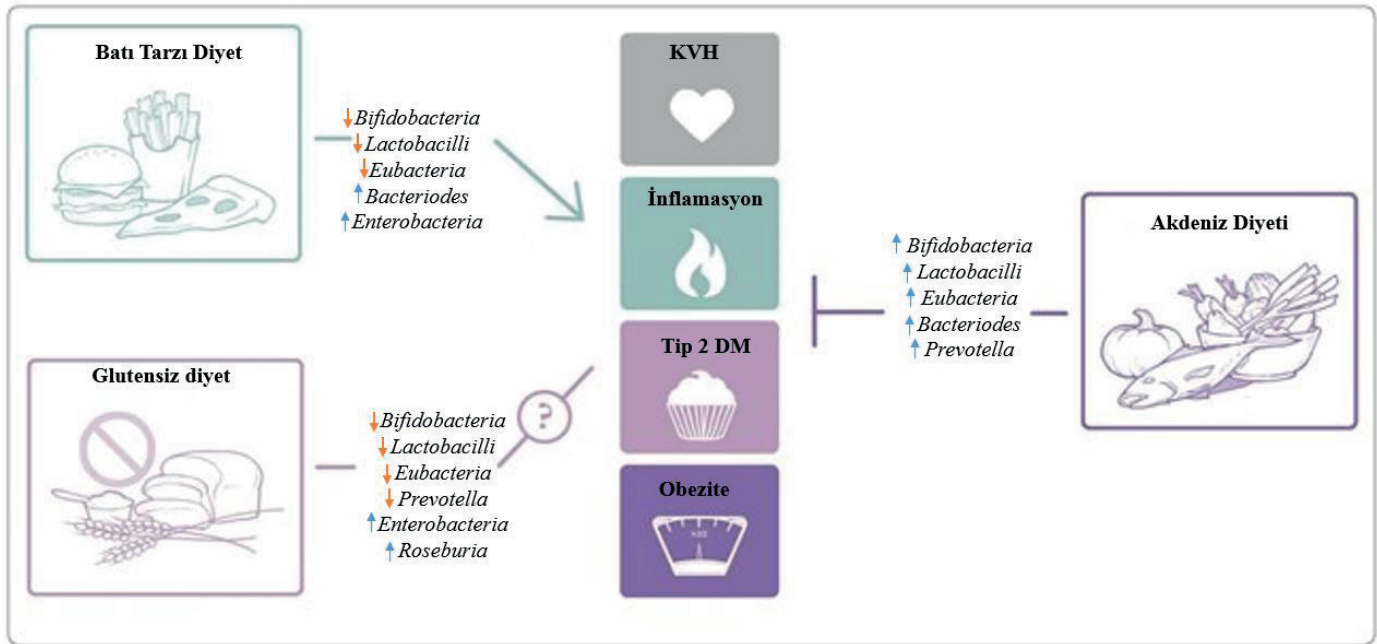 Batı Tarzı Diyet
↓Bifidobacteria
↓Lactobacilli
↓Eubacteria
↑Bacteriodes
↑Enterobacteria
Glutensiz diyet
↓Bifidobacteria
↓Lactobacilli
↓Eubacteria
↓Prevotella
↑Enterobacteria
↑Roseburia
?
KVH
İnflamasyon
Tip 2 DM
Obezite
↑Bifidobacteria
↑Lactobacilli
↑Eubacteria
↑Bacteriodes
↑Prevotella
Akdeniz Diyeti